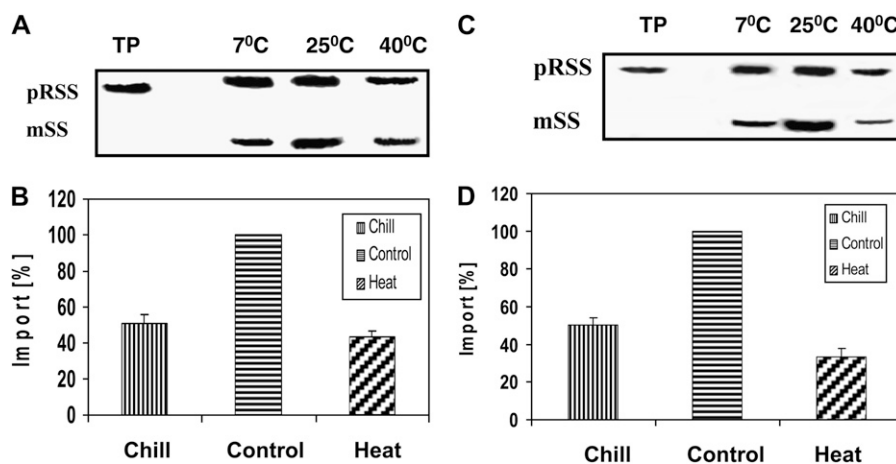 A
TP 7⁰C 25⁰C 40⁰C
pRSS
mSS
B
Import [%]
120
100
80
60
40
20
0
Chill
Control
Heat
Chill Control Heat
C
TP 7⁰C 25⁰C 40⁰C
pRSS
mSS
D
Import [%]
120
100
80
60
40
20
0
Chill
Control
Heat
Chill Control Heat